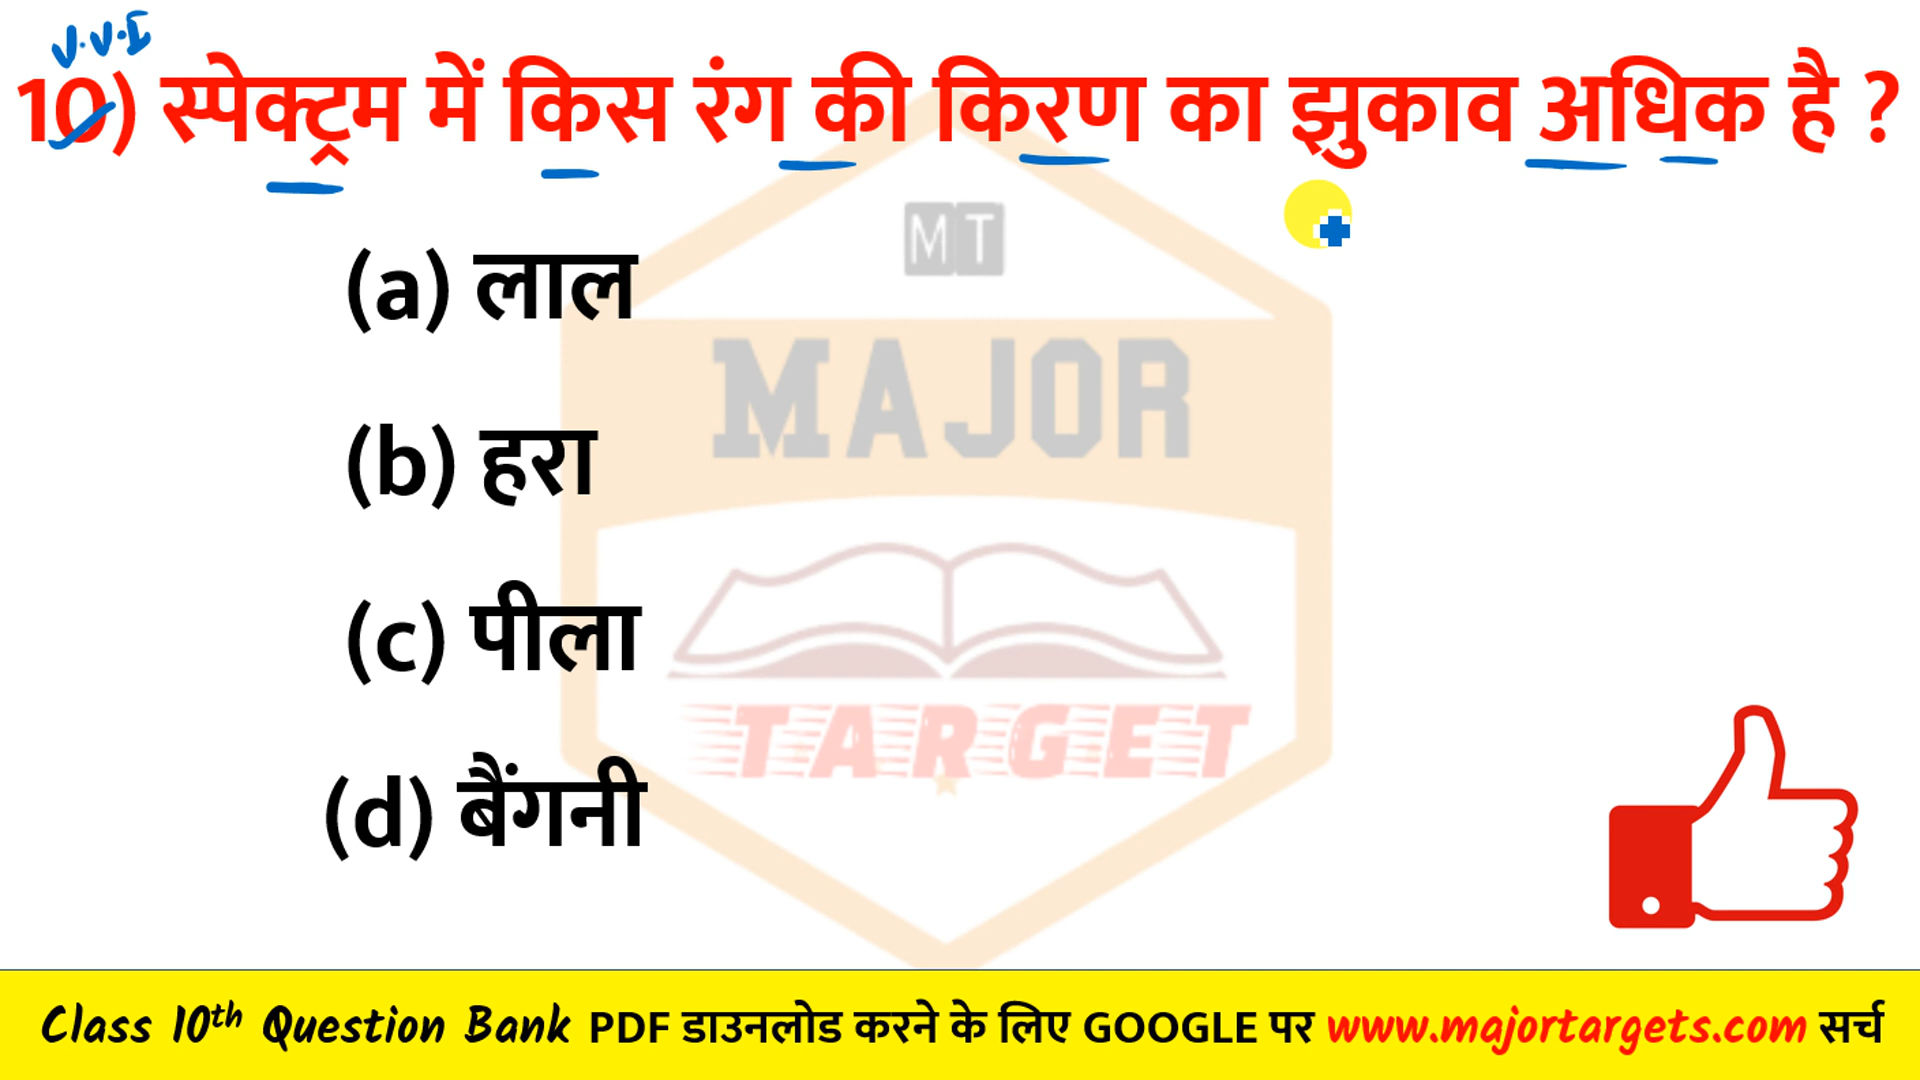 V.V.I
10) स्पेक्ट्रम में किस रंग की किरण का झुकाव अधिक है ?
(a) लाल
(b) हरा
(c) पीला
(d) बैंगनी
MT
MAJOR
TARGET
Class 10th Question Bank PDF डाउनलोड करने के लिए GOOGLE पर www.majortargets.com सर्च